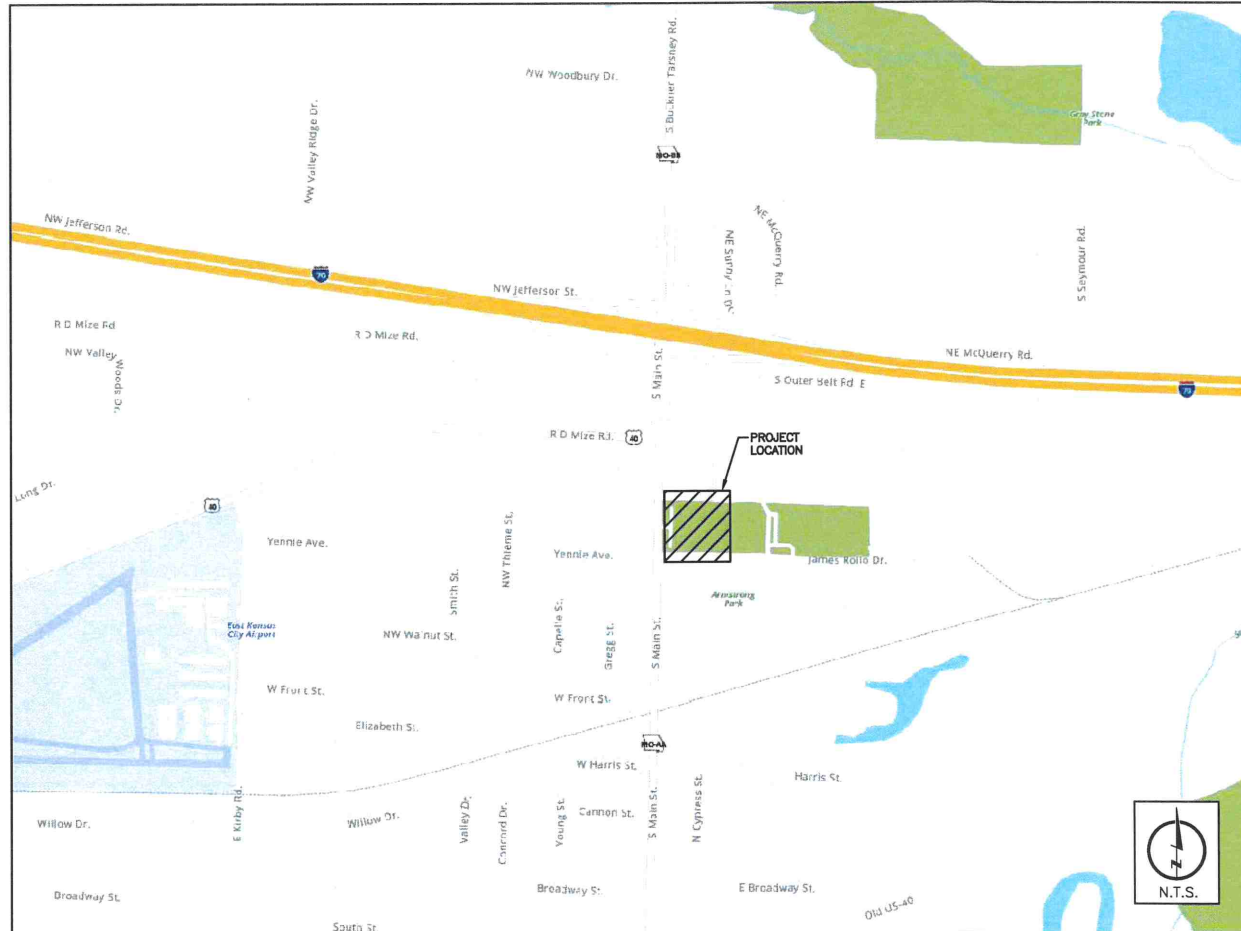 S Buckner Tarsney Rd.
NW Woodbury Dr.
Gray Stone
Park
MO-BB
NW Valley Ridge Dr.
NE McQuerry Rd.
NW Jefferson Rd.
NE Sunny Ln Dr.
S Seymour Rd.
70
NW Jefferson St.
R D Mize Rd
R D Mize Rd.
NW Valley
Woods Dr.
NE McQuerry Rd.
S Main St.
S Outer Belt Rd E
70
R D Mize Rd.
40
PROJECT
LOCATION
Long Dr.
40
Yennie Ave.
NW Thieme St.
Yennie Ave.
James Rollo Dr.
Smith St.
Armstrong
Park
East Kansas
City Airport
NW Walnut St.
Capelle St.
Gregg St.
S Main St.
W Front St.
W Front St.
Elizabeth St.
MO-AA
W Harris St.
Harris St.
E Kirby Rd.
Willow Dr.
Willow Dr.
Valley Dr.
Concord Dr.
Young St.
Cannon St.
S Main St.
N Cypress St.
Broadway St.
Broadway St.
E Broadway St.
Old US-40
South St.
N.T.S.